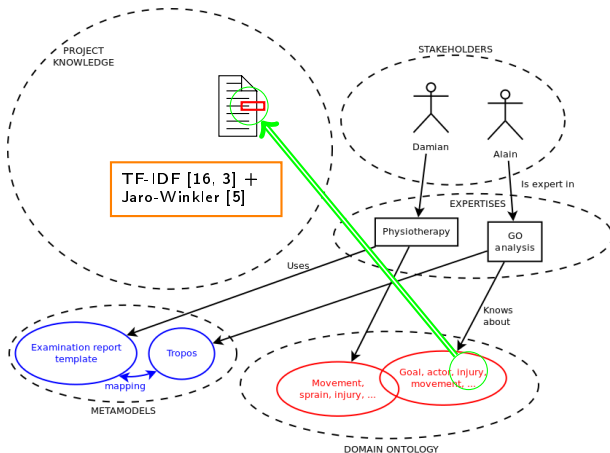 PROJECT
KNOWLEDGE
STAKEHOLDERS
Damian
Alain
TF-IDF [16, 3] +
Jaro-Winkler [5]
Is expert in
EXPERTISES
Physiotherapy
GO
analysis
Uses
Knows
about
Examination report
template
Tropos
mapping
METAMODELS
Movement,
sprain, injury, ...
Goal, actor, injury,
movement, ...
DOMAIN ONTOLOGY